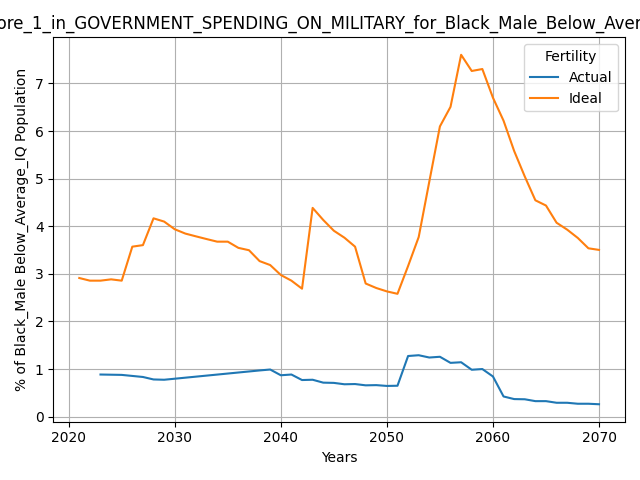 ore_1_in_GOVERNMENT_SPENDING_ON_MILITARY_for_Black_Male_Below_Aver
Fertility
Actual
Ideal
% of Black_Male Below_Average_IQ Population
7
6
5
4
3
2
1
0
2020
2030
2040
2050
2060
2070
Years